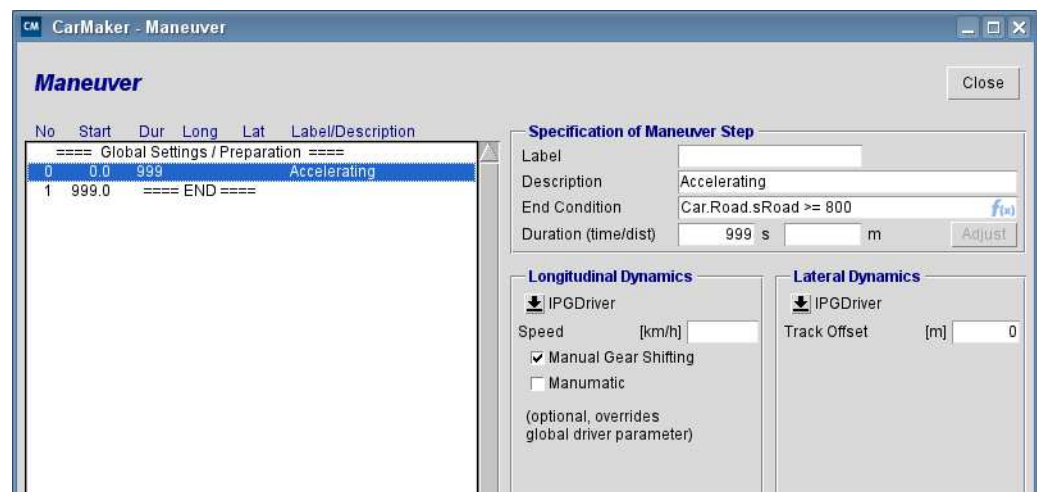 CM CarMaker - Maneuver
Maneuver
Close
No Start Dur Long Lat Label/Description
==== Global Settings / Preparation ====
0 0.0 999 Accelerating
1 999.0 ==== END ====
Specification of Maneuver Step
Label
Description Accelerating
End Condition Car.Road.sRoad >= 800 f(x)
Duration (time/dist) 999 s m Adjust
Longitudinal Dynamics
IPGDriver
Speed [km/h]
Manual Gear Shifting
Manumatic
(optional, overrides
global driver parameter)
Lateral Dynamics
IPGDriver
Track Offset [m] 0